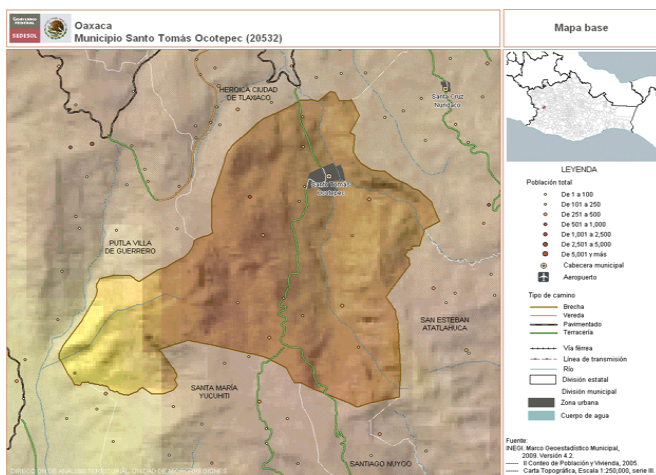 GOBIERNO
FEDERAL
SEDESOL
Oaxaca
Municipio Santo Tomás Ocotepec (20532)
Mapa base
HEROICA CIUDAD
DE TLAXIACO
Santa Cruz
Nundaco
Santo Tomás
Ocotepec
PUTLA VILLA
DE GUERRERO
SAN ESTEBAN
ATATLAHUCA
SANTA MARÍA
YUCUHITI
SANTIAGO NUYOO
LEYENDA
Población total
De 1 a 100
De 101 a 250
De 251 a 500
De 501 a 1,000
De 1,001 a 2,500
De 2,501 a 5,000
De 5,001 y más
Cabecera municipal
Aeropuerto
Tipo de camino
Brecha
Vereda
Pavimentado
Terracería
Vía férrea
Línea de transmisión
Río
División estatal
División municipal
Zona urbana
Cuerpo de agua
Fuente:
INEGI. Marco Geoestadístico Municipal,
2009. Versión 4.2.
II Conteo de Población y Vivienda, 2005.
Carta Topográfica, Escala 1:250,000, serie III.